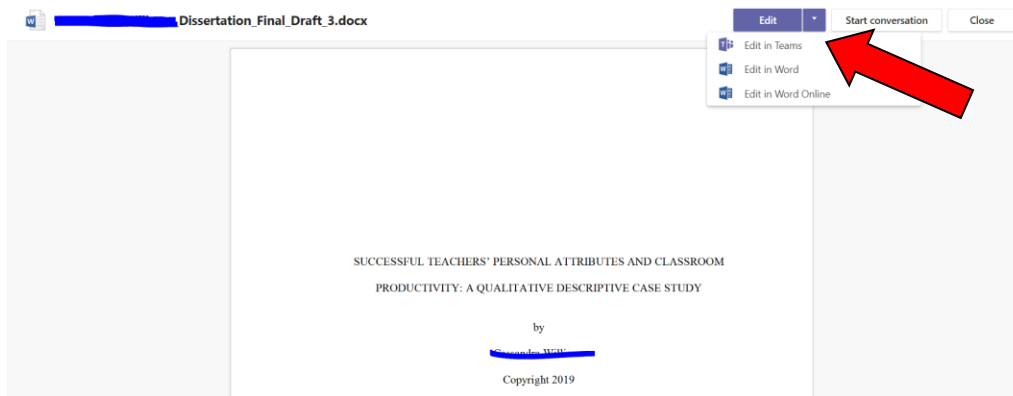 Dissertation_Final_Draft_3.docx
Edit
Start conversation
Close
Edit in Teams
Edit in Word
Edit in Word Online
SUCCESSFUL TEACHERS' PERSONAL ATTRIBUTES AND CLASSROOM
PRODUCTIVITY: A QUALITATIVE DESCRIPTIVE CASE STUDY
by
Copyright 2019